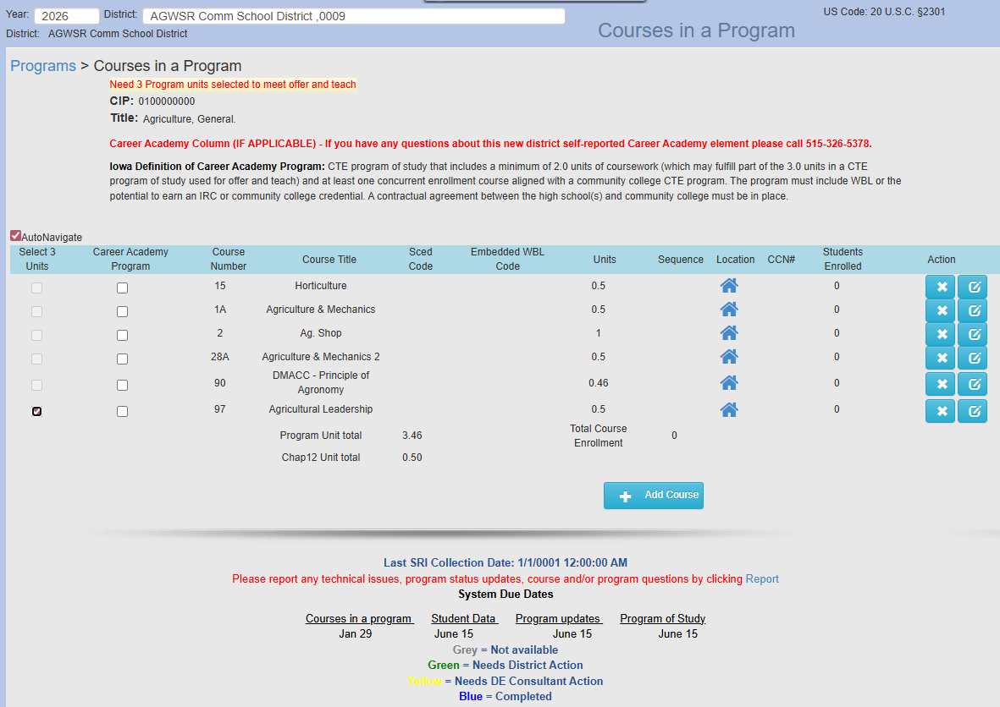 Year: 2026 District: AGWSR Comm School District ,0009 US Code: 20 U.S.C. §2301
District: AGWSR Comm School District
Courses in a Program
Programs > Courses in a Program
Need 3 Program units selected to meet offer and teach
CIP: 0100000000
Title: Agriculture, General.
Career Academy Column (IF APPLICABLE) - If you have any questions about this new district self-reported Career Academy element please call 515-326-5378.
Iowa Definition of Career Academy Program: CTE program of study that includes a minimum of 2.0 units of coursework (which may fulfill part of the 3.0 units in a CTE
program of study used for offer and teach) and at least one concurrent enrollment course aligned with a community college CTE program. The program must include WBL or the
potential to earn an IRC or community college credential. A contractual agreement between the high school(s) and community college must be in place.
AutoNavigate
Select 3 Units Career Academy Program Course Number Course Title Sced Code Embedded WBL Code Units Sequence Location CCN# Students Enrolled Action
15 Horticulture 0.5 0
1A Agriculture & Mechanics 0.5 0
2 Ag. Shop 1 0
28A Agriculture & Mechanics 2 0.5 0
90 DMACC - Principle of Agronomy 0.46 0
97 Agricultural Leadership 0.5 0
Program Unit total 3.46 Total Course Enrollment 0
Chap12 Unit total 0.50
Add Course
Last SRI Collection Date: 1/1/0001 12:00:00 AM
Please report any technical issues, program status updates, course and/or program questions by clicking Report
System Due Dates
Courses in a program Student Data Program updates Program of Study
Jan 29 June 15 June 15 June 15
Grey = Not available
Green = Needs District Action
Yellow = Needs DE Consultant Action
Blue = Completed